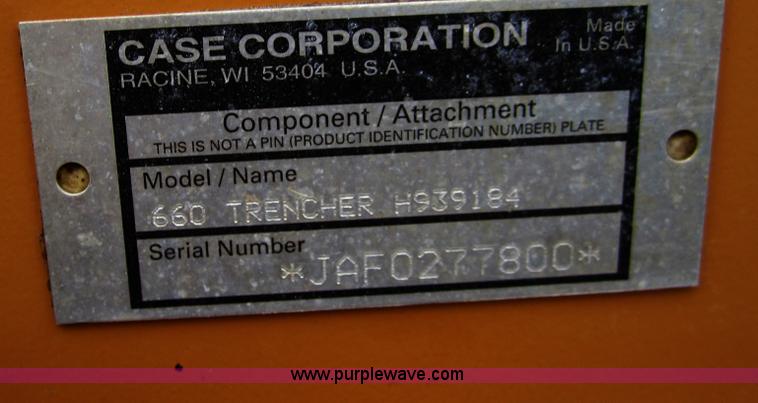 CASE CORPORATION
Made
In U.S.A.
RACINE, WI 53404 U.S.A.
Component / Attachment
THIS IS NOT A PIN (PRODUCT IDENTIFICATION NUMBER) PLATE
Model / Name
660 TRENCHER H939184
Serial Number
*JAF0277800*
www.purplewave.com